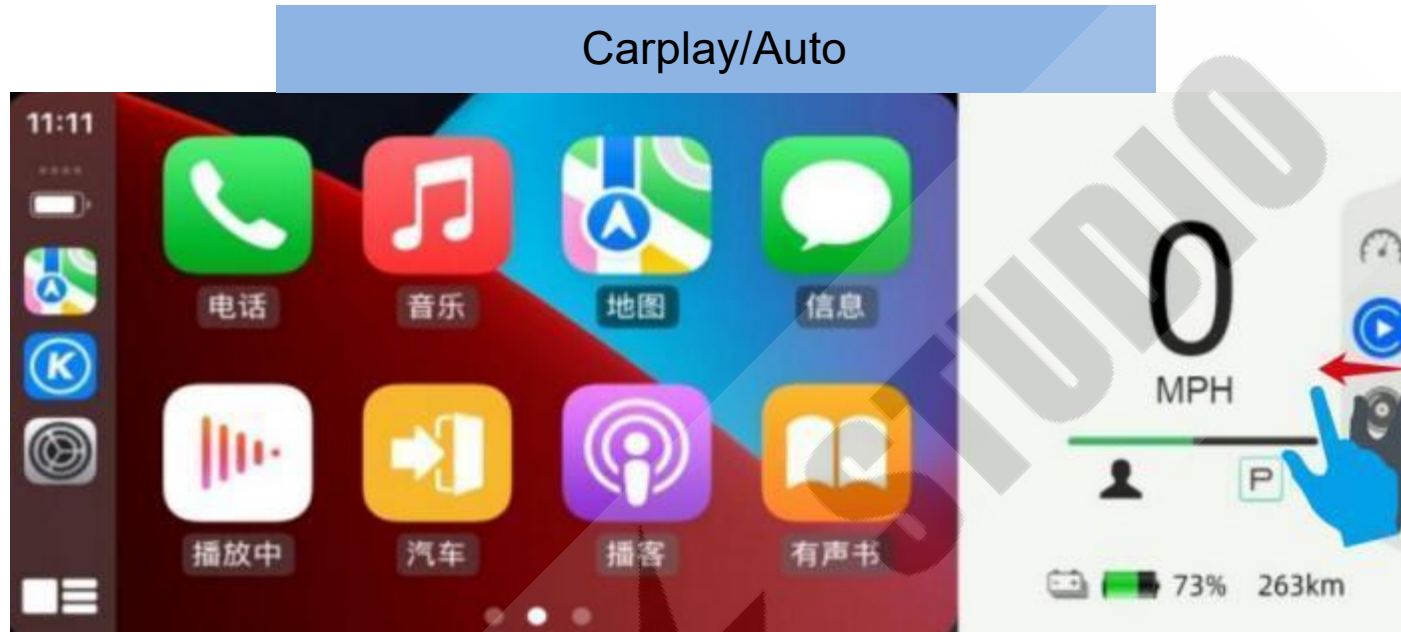 Carplay/Auto
11:11
电话 音乐 地图 信息
K
播放中 汽车 播客 有声书
0
MPH
P
73% 263km
M STUDIO